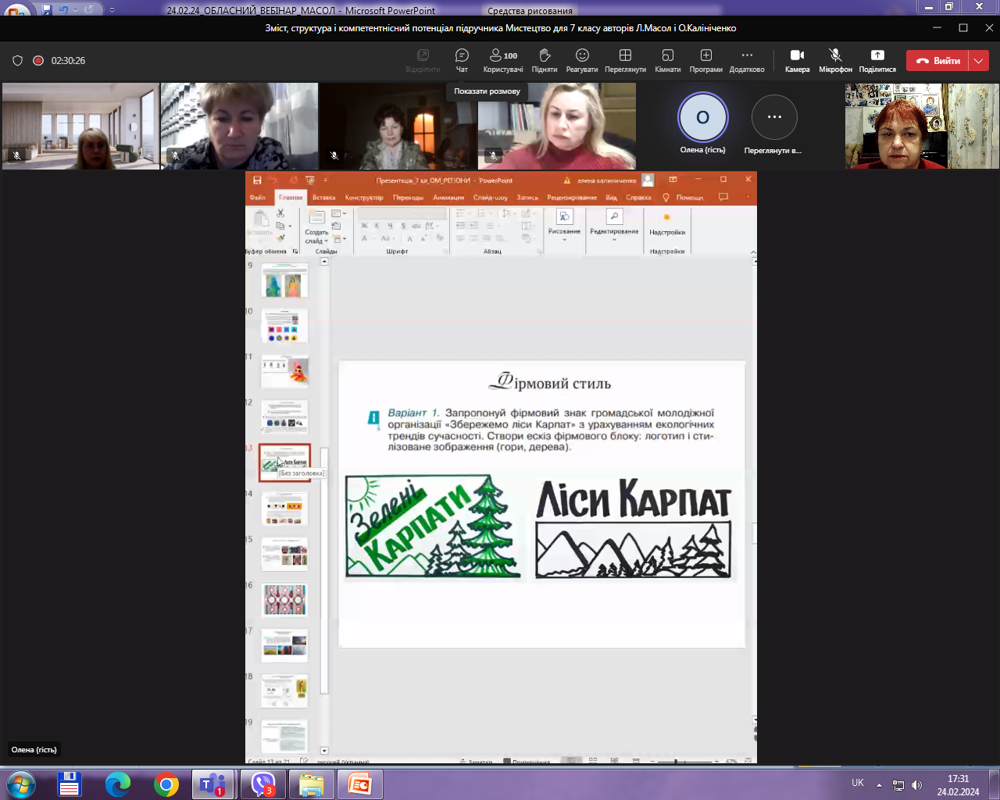 24.02.24_ОБЛАСНИЙ_ВЕБІНАР_МАСОЛ - Microsoft PowerPoint
Средства рисования
Зміст, структура і компетентнісний потенціал підручника Мистецтво для 7 класу авторів Л.Масол і О.Калініченко
02:30:26
100
Відкріпити Чат Користувачі Підняти Реагувати Переглянути Кімнати Програми Додатково Камера Мікрофон Поділитися Вийти
Показати розмову
О
Олена (гість)
Переглянути в...
Презентація_7 кл_ОМ_РЕГІОНИ - PowerPoint
елена калиниченко
Файл Главная Вставка Конструктор Переходы Анимация Слайд-шоу Запись Рецензирование Вид Справка Помощн.
Вставить
Создать слайд
Рисование
Редактирование
Надстройки
Буфер обмена Слайды Шрифт Абзац Надстройки
9
10
11
12
13
[Без заголовка]
14
15
16
17
18
19
Фірмовий стиль
Варіант 1. Запропонуй фірмовий знак громадської молодіжної
організації «Збережемо ліси Карпат» з урахуванням екологічних
трендів сучасності. Створи ескіз фірмового блоку: логотип і сти-
лізоване зображення (гори, дерева).
Зелені
КАРПАТИ
ЛІСИ КАРПАТ
Слайд 13 из 21
русский (Украина)
Заметки
Примечания
67%
Олена (гість)
1
3
UK
17:31
24.02.2024